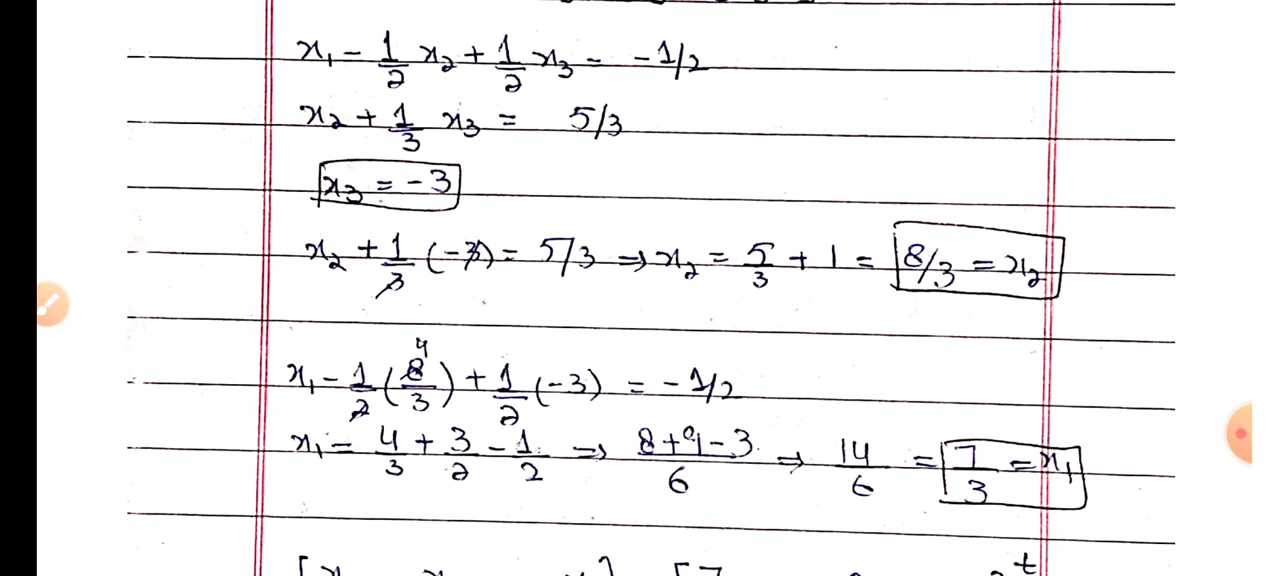 x₁ - 1/2 x₂ + 1/2 x₃ = - 1/2
x₂ + 1/3 x₃ = 5/3
x₃ = -3
x₂ + 1/3 (-3) = 5/3 ⇒ x₂ = 5/3 + 1 = 8/3 = x₂
4
x₁ - 1/2 (8/3) + 1/2 (-3) = - 1/2
x₁ = 4/3 + 3/2 - 1/2 ⇒ 8+9-3/6 ⇒ 14/6 = 7/3 = x₁